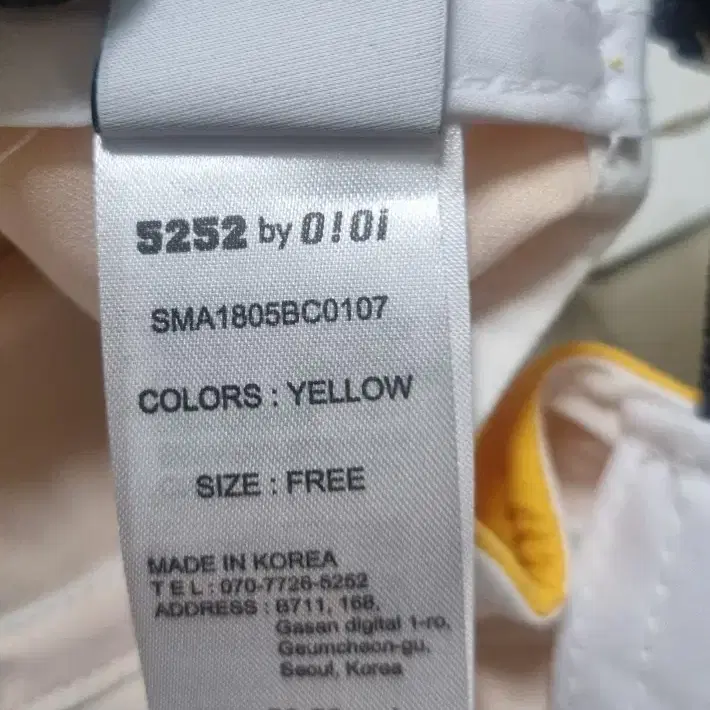 5252 by O!Oi
SMA1805BC0107
COLORS : YELLOW
SIZE : FREE
MADE IN KOREA
TEL : 070-7726-5252
ADDRESS : B711, 168,
Gasan digital 1-ro,
Geumcheon-gu,
Seoul, Korea